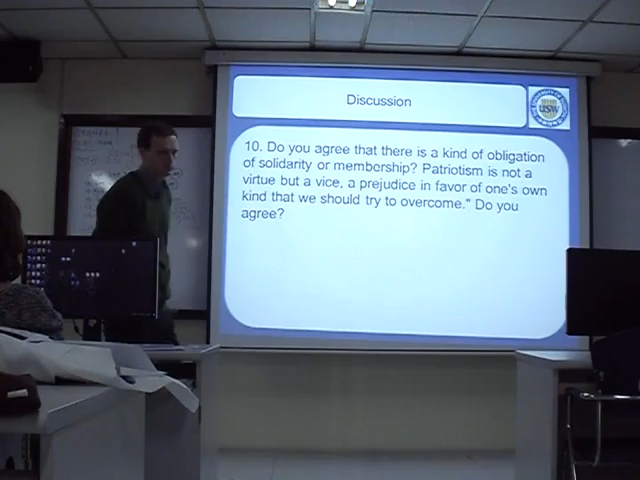 Discussion
10. Do you agree that there is a kind of obligation
of solidarity or membership? Patriotism is not a
virtue but a vice, a prejudice in favor of one's own
kind that we should try to overcome." Do you
agree?
USW